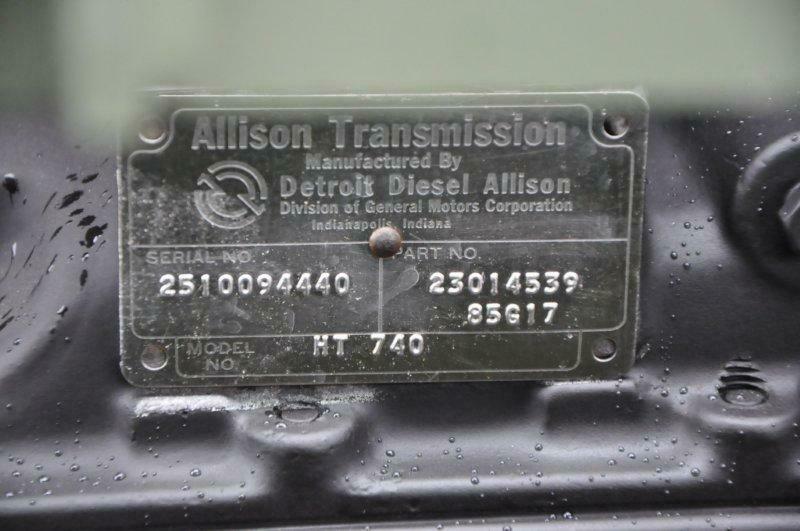 Allison Transmission
Manufactured By
Detroit Diesel Allison
Division of General Motors Corporation
Indianapolis, Indiana
SERIAL NO. PART NO.
2510094440 23014539
85G17
MODEL NO. HT 740